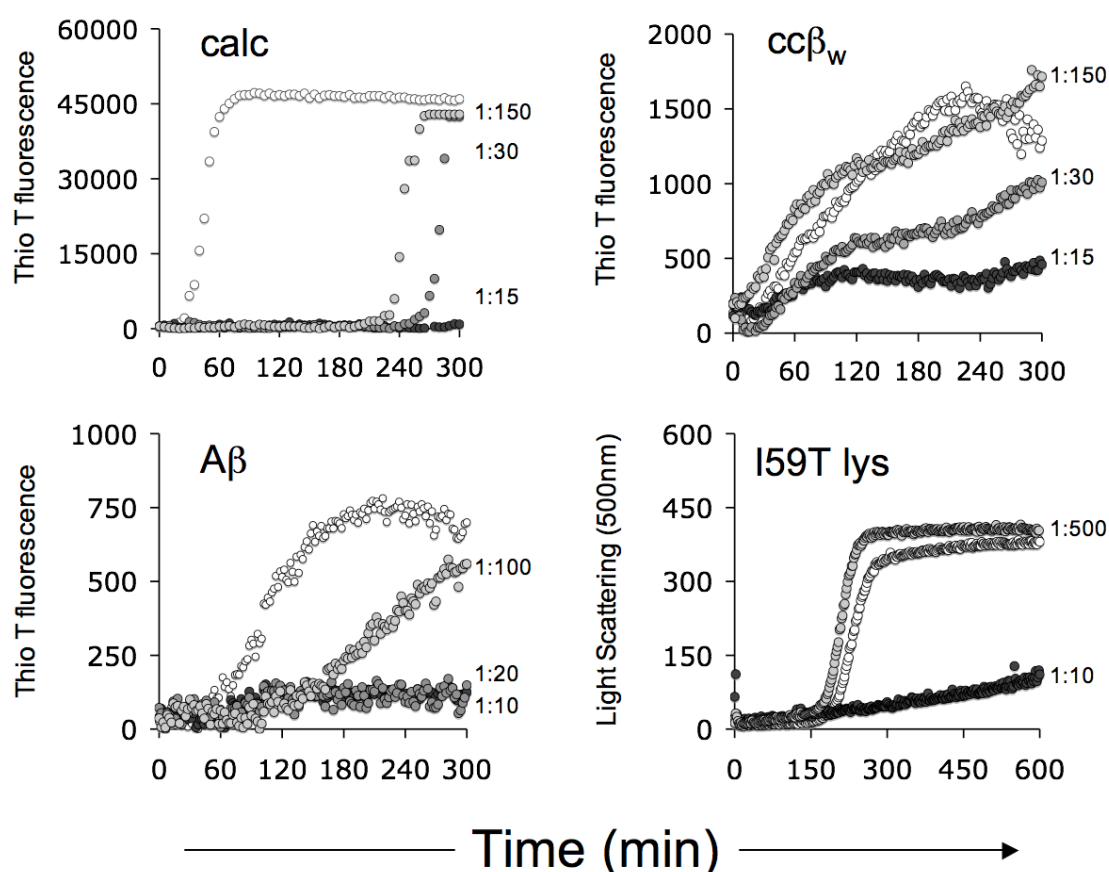 calc
Thio T fluorescence
60000
45000
30000
15000
0
0 60 120 180 240 300
1:150
1:30
1:15
ccβw
Thio T fluorescence
2000
1500
1000
500
0
0 60 120 180 240 300
1:150
1:30
1:15
Aβ
Thio T fluorescence
1000
750
500
250
0
0 60 120 180 240 300
1:100
1:20
1:10
I59T lys
Light Scattering (500nm)
600
450
300
150
0
0 150 300 450 600
1:500
1:10
Time (min)